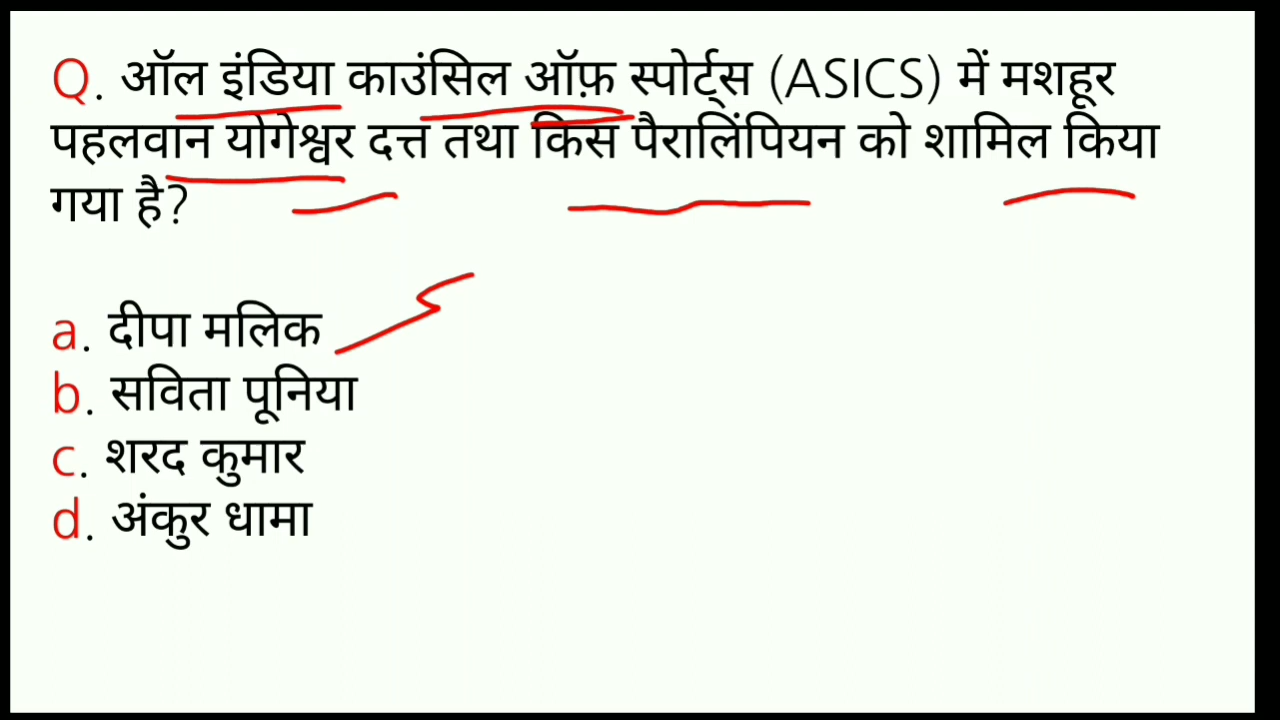 Q. ऑल इंडिया काउंसिल ऑफ़ स्पोर्ट्स (ASICS) में मशहूर
पहलवान योगेश्वर दत्त तथा किस पैरालिंपियन को शामिल किया
गया है?
a. दीपा मलिक
b. सविता पूनिया
c. शरद कुमार
d. अंकुर धामा